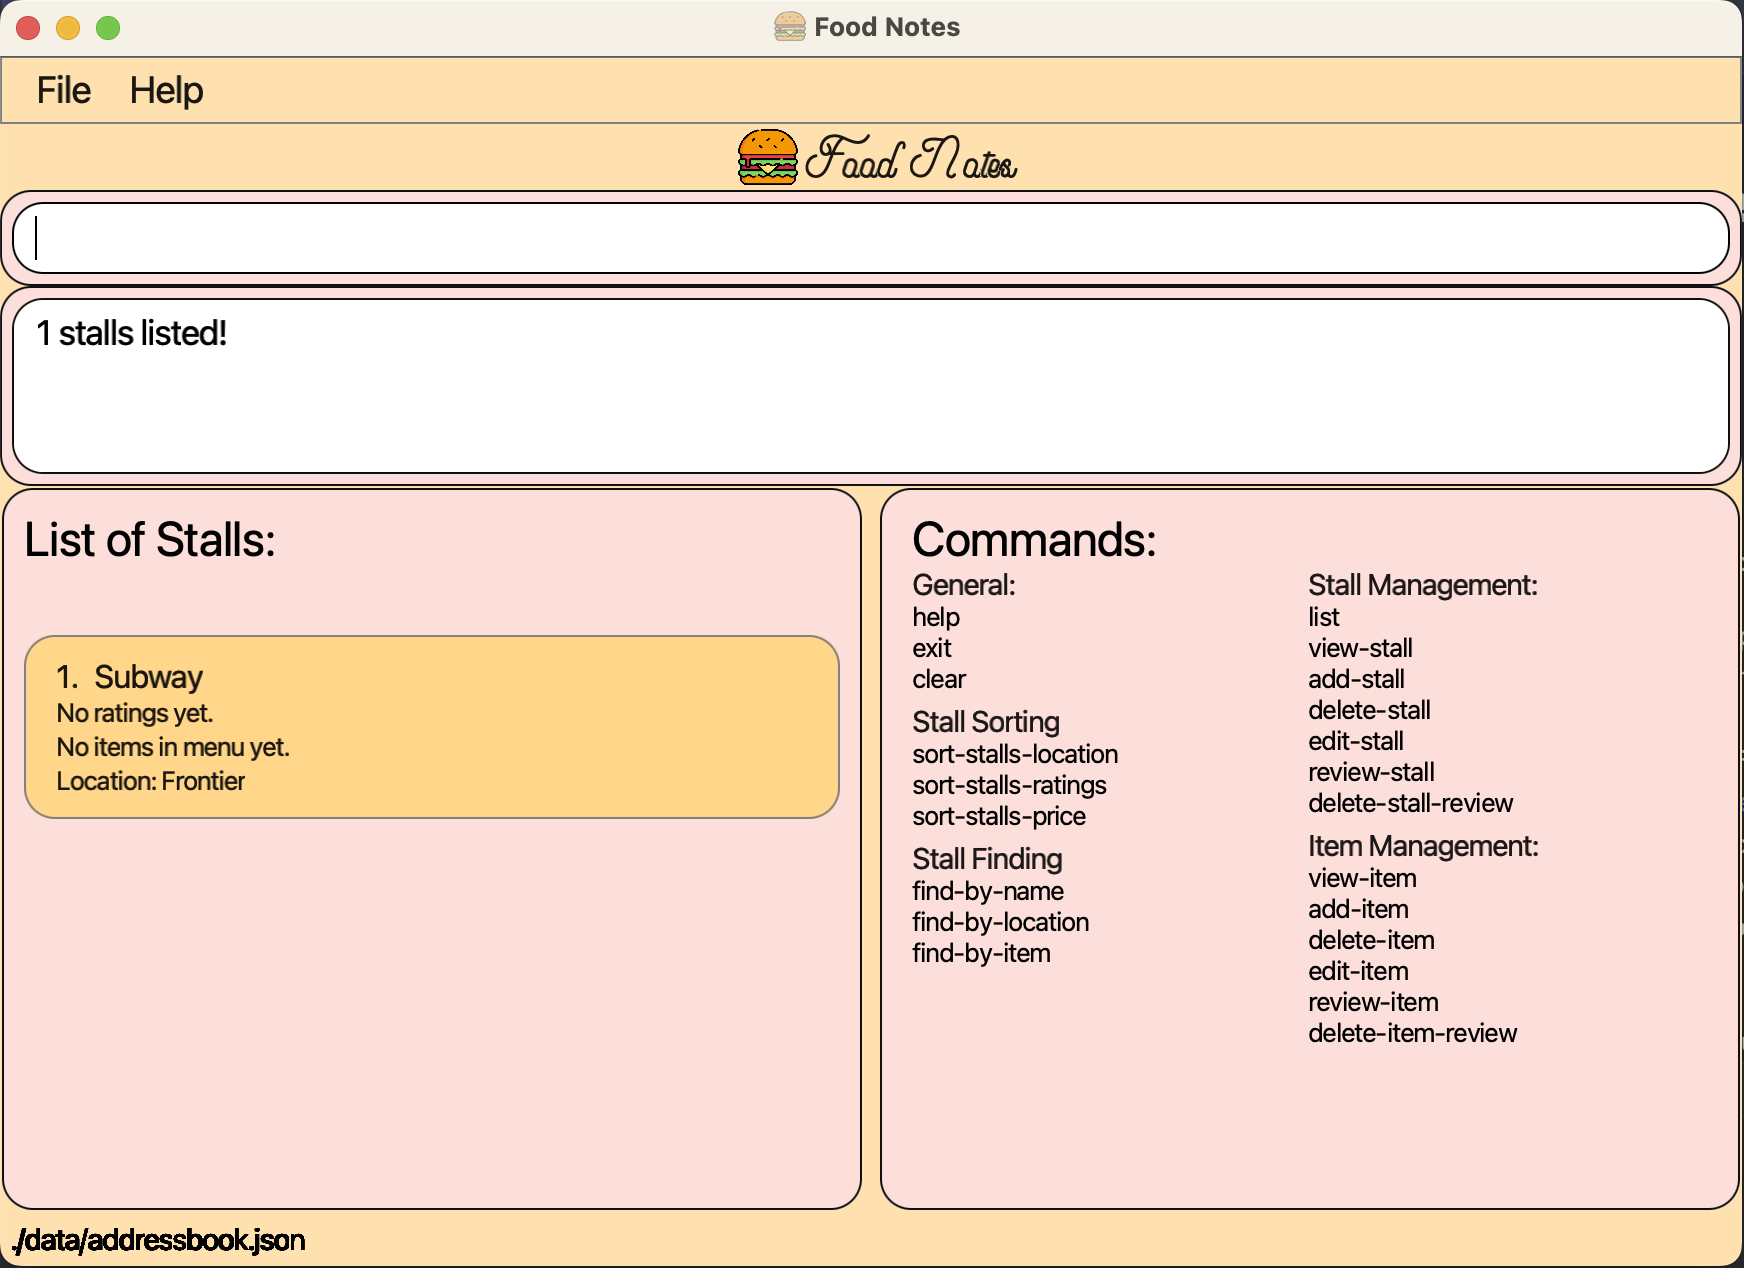 Food Notes
File Help
Food Notes
1 stalls listed!
List of Stalls:
1. Subway
No ratings yet.
No items in menu yet.
Location: Frontier
Commands:
General:
help
exit
clear
Stall Sorting
sort-stalls-location
sort-stalls-ratings
sort-stalls-price
Stall Finding
find-by-name
find-by-location
find-by-item
Stall Management:
list
view-stall
add-stall
delete-stall
edit-stall
review-stall
delete-stall-review
Item Management:
view-item
add-item
delete-item
edit-item
review-item
delete-item-review
./data/addressbook.json